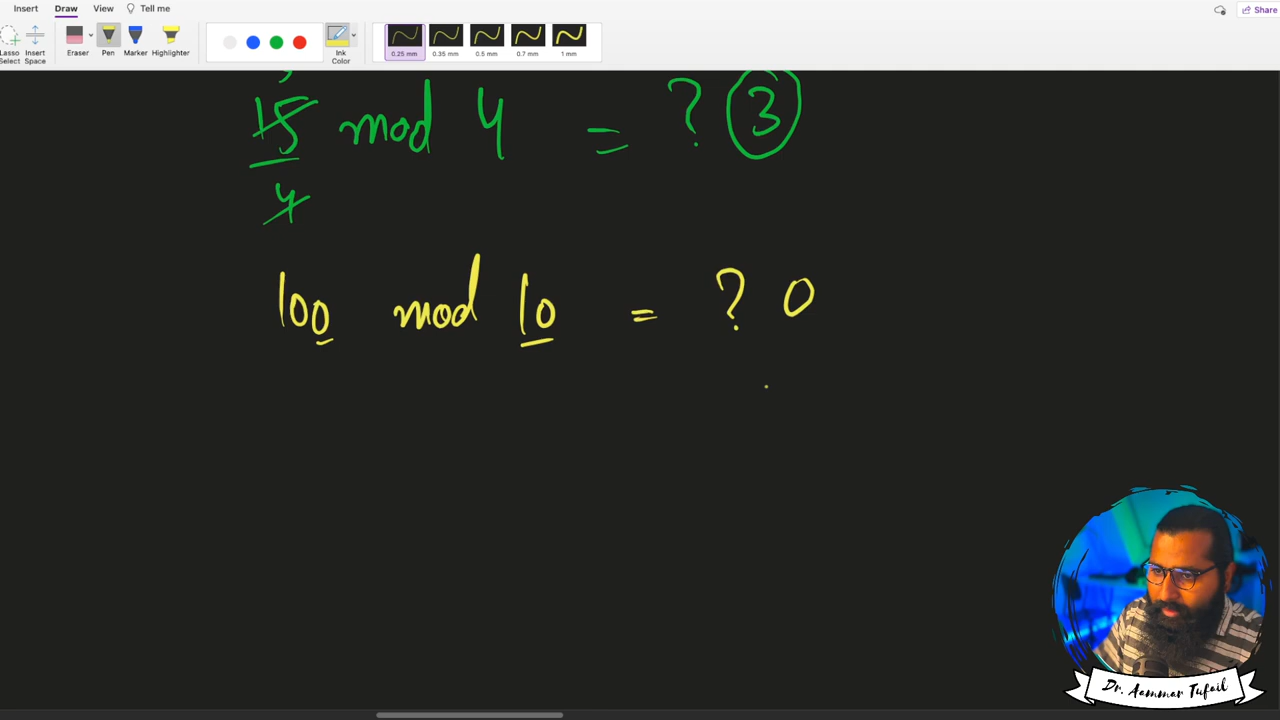 Insert Draw View Tell me Share
Lasso Select Insert Space Eraser Pen Marker Highlighter Ink Color 0.25 mm 0.35 mm 0.5 mm 0.7 mm 1 mm
15 mod 4 = ? 3
4
100 mod 10 = ? 0
Dr. Aammar Tufail